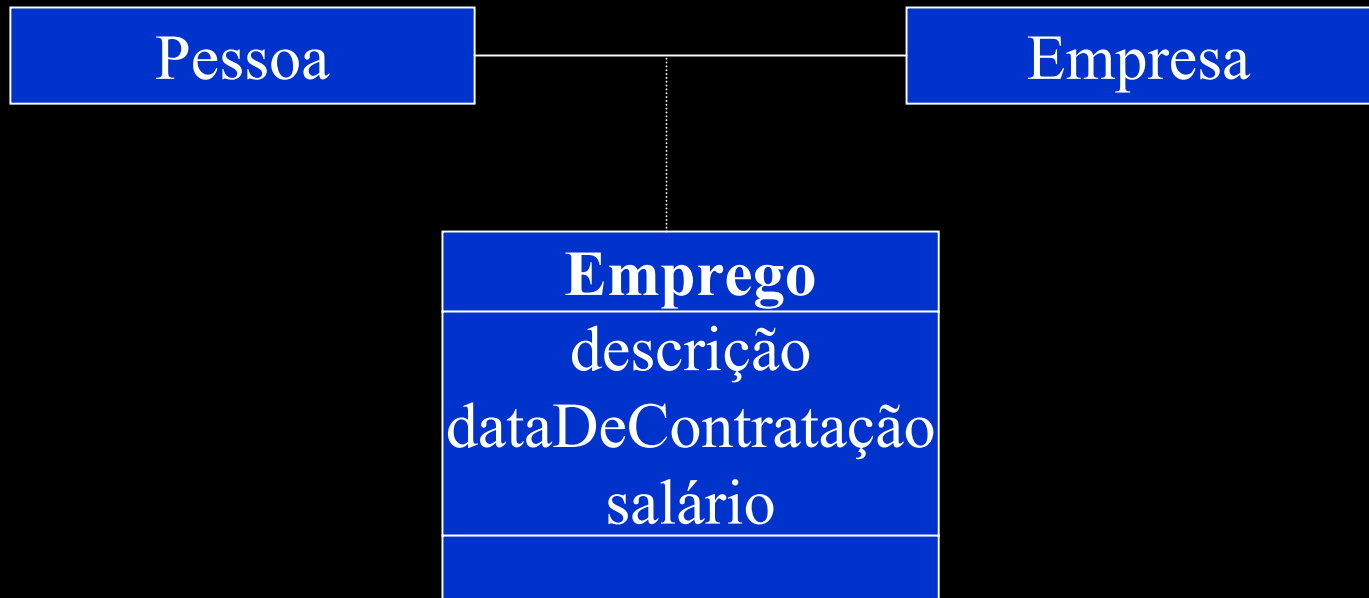 Pessoa
Empresa
Emprego
descrição
dataDeContratação
salário